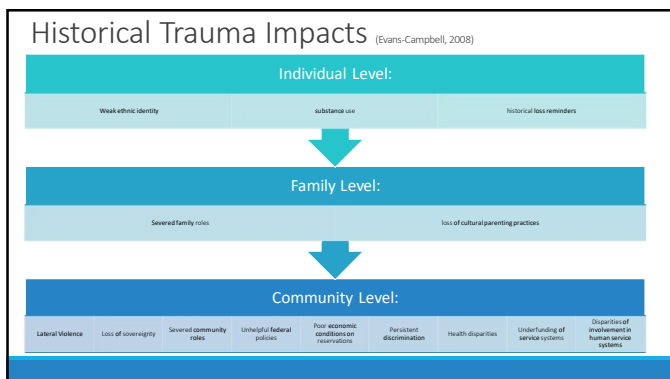 Historical Trauma Impacts (Evans-Campbell, 2008)
Individual Level:
Weak ethnic identity
substance use
historical loss reminders
Family Level:
Severed family roles
loss of cultural parenting practices
Community Level:
Lateral Violence
Loss of sovereignty
Severed community
roles
Unhelpful federal
policies
Poor economic
conditions on
reservations
Persistent
discrimination
Health disparities
Underfunding of
service systems
Disparities of
involvement in
human service
systems